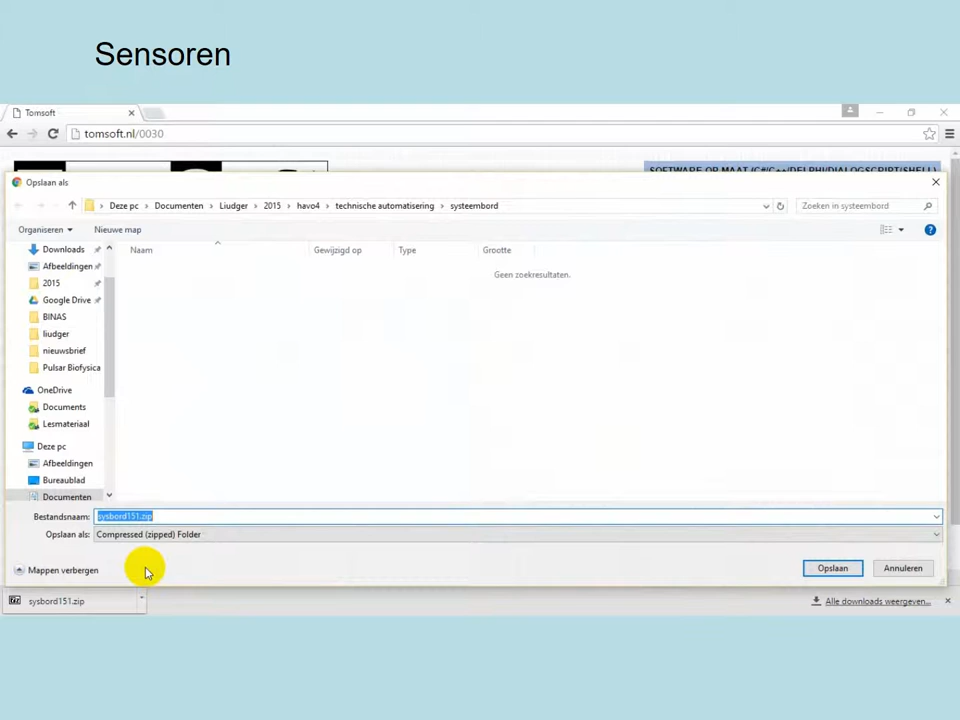 Sensoren
Tomsoft
tomsoft.nl/0030
SOFTWARE OP MAAT (C#/C++/DELPHI/DIALOGSCRIPT/SHELL)
Opslaan als
Deze pc › Documenten › Liudger › 2015 › havo4 › technische automatisering › systeembord
Zoeken in systeembord
Organiseren
Nieuwe map
Naam
Gewijzigd op
Type
Grootte
Geen zoekresultaten.
Downloads
Afbeeldingen
2015
Google Drive
BINAS
liudger
nieuwsbrief
Pulsar Biofysica
OneDrive
Documents
Lesmateriaal
Deze pc
Afbeeldingen
Bureaublad
Documenten
Bestandsnaam: sysbord151.zip
Opslaan als: Compressed (zipped) Folder
Mappen verbergen
Opslaan
Annuleren
sysbord151.zip
Alle downloads weergeven...